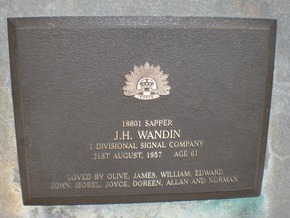 18801 SAPPER
J.H. WANDIN
1 DIVISIONAL SIGNAL COMPANY
21ST AUGUST, 1957 AGE 61
LOVED BY OLIVE, JAMES, WILLIAM, EDWARD
JOHN, ISOBEL, JOYCE, DOREEN, ALLAN AND NORMAN